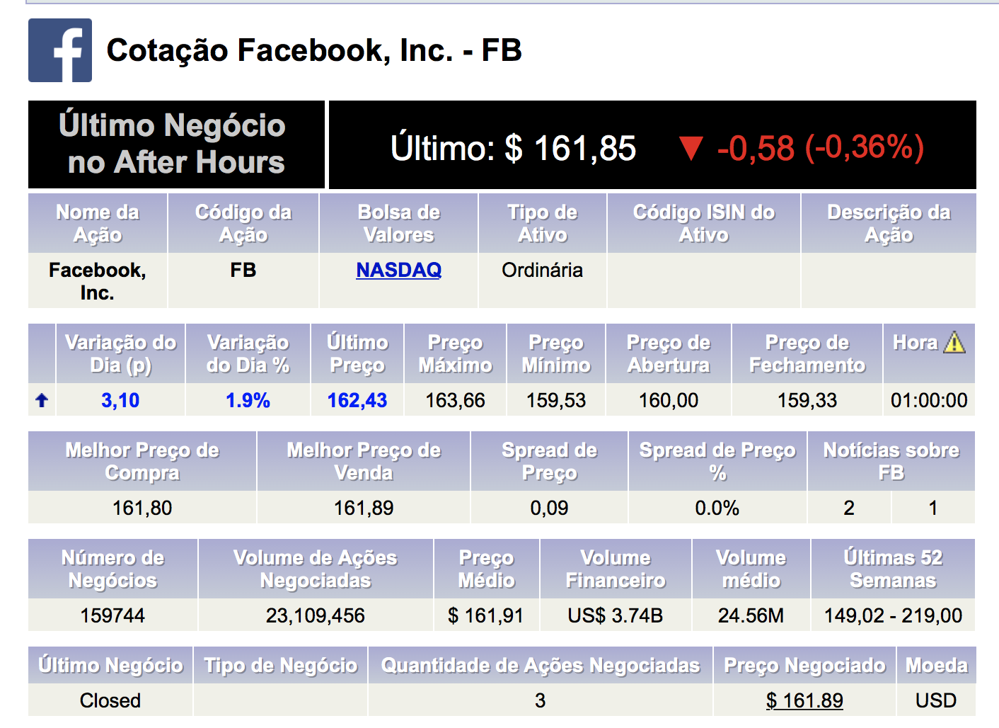 Cotação Facebook, Inc. - FB
Último Negócio
no After Hours
Último: $ 161,85 ▼ -0,58 (-0,36%)
Nome da Ação Código da Ação Bolsa de Valores Tipo de Ativo Código ISIN do Ativo Descrição da Ação
Facebook, Inc. FB NASDAQ Ordinária
Variação do Dia (p) Variação do Dia % Último Preço Preço Máximo Preço Mínimo Preço de Abertura Preço de Fechamento Hora
3,10 1.9% 162,43 163,66 159,53 160,00 159,33 01:00:00
Melhor Preço de Compra Melhor Preço de Venda Spread de Preço Spread de Preço % Notícias sobre FB
161,80 161,89 0,09 0.0% 2 1
Número de Negócios Volume de Ações Negociadas Preço Médio Volume Financeiro Volume médio Últimas 52 Semanas
159744 23,109,456 $ 161,91 US$ 3.74B 24.56M 149,02 - 219,00
Último Negócio Tipo de Negócio Quantidade de Ações Negociadas Preço Negociado Moeda
Closed 3 $ 161.89 USD